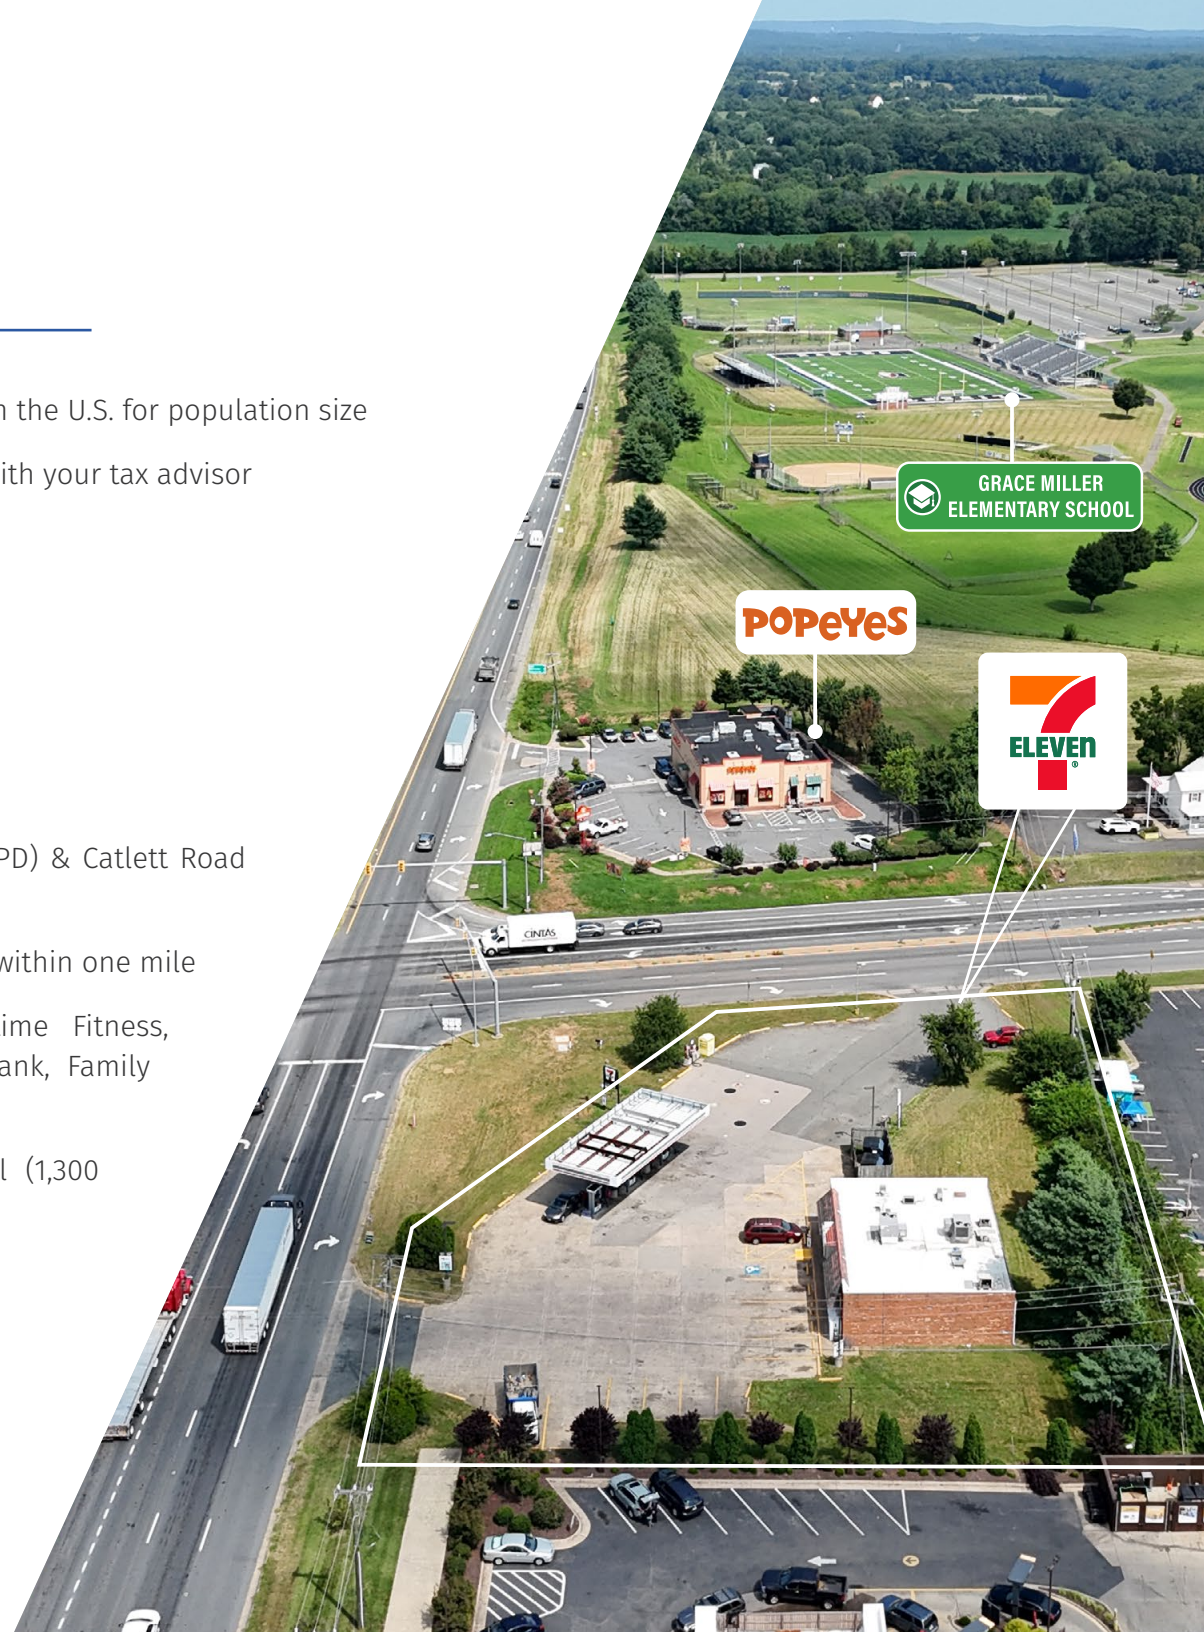 n the U.S. for population size
ith your tax advisor
GRACE MILLER
ELEMENTARY SCHOOL
POPEYES
7
ELEVEN
®
PD) & Catlett Road
CINTAS
within one mile
ime Fitness,
ank, Family
l (1,300